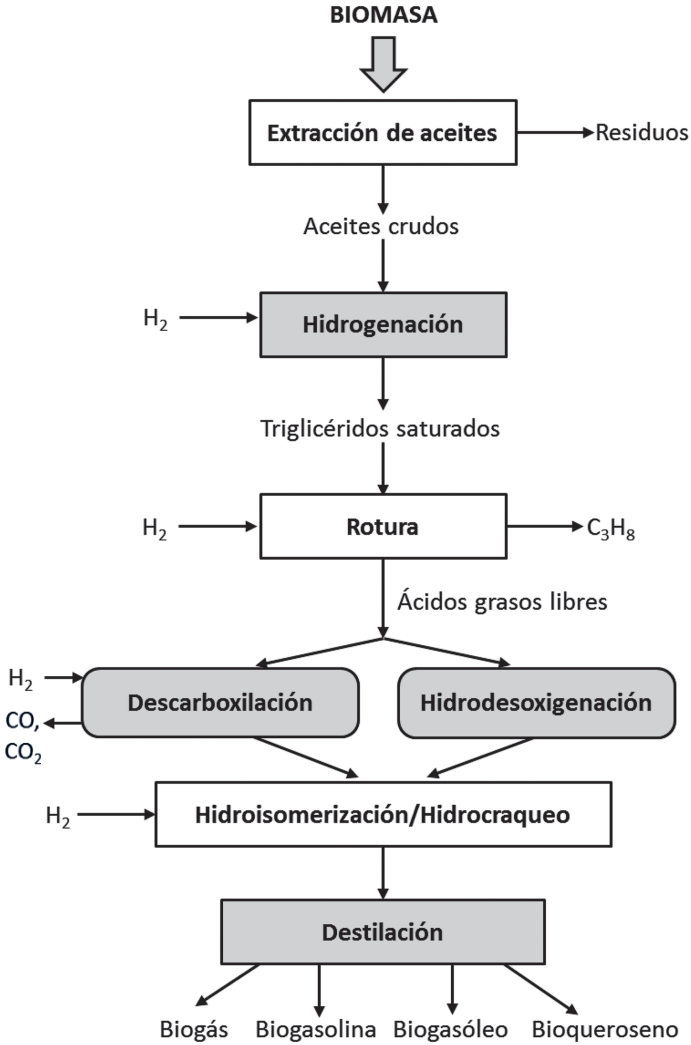 BIOMASA
Extracción de aceites
Residuos
Aceites crudos
H₂
Hidrogenación
Triglicéridos saturados
H₂
Rotura
C₃H₈
Ácidos grasos libres
H₂
CO,
CO₂
Descarboxilación
Hidrodesoxigenación
H₂
Hidroisomerización/Hidrocraqueo
Destilación
Biogás
Biogasolina
Biogasóleo
Bioqueroseno